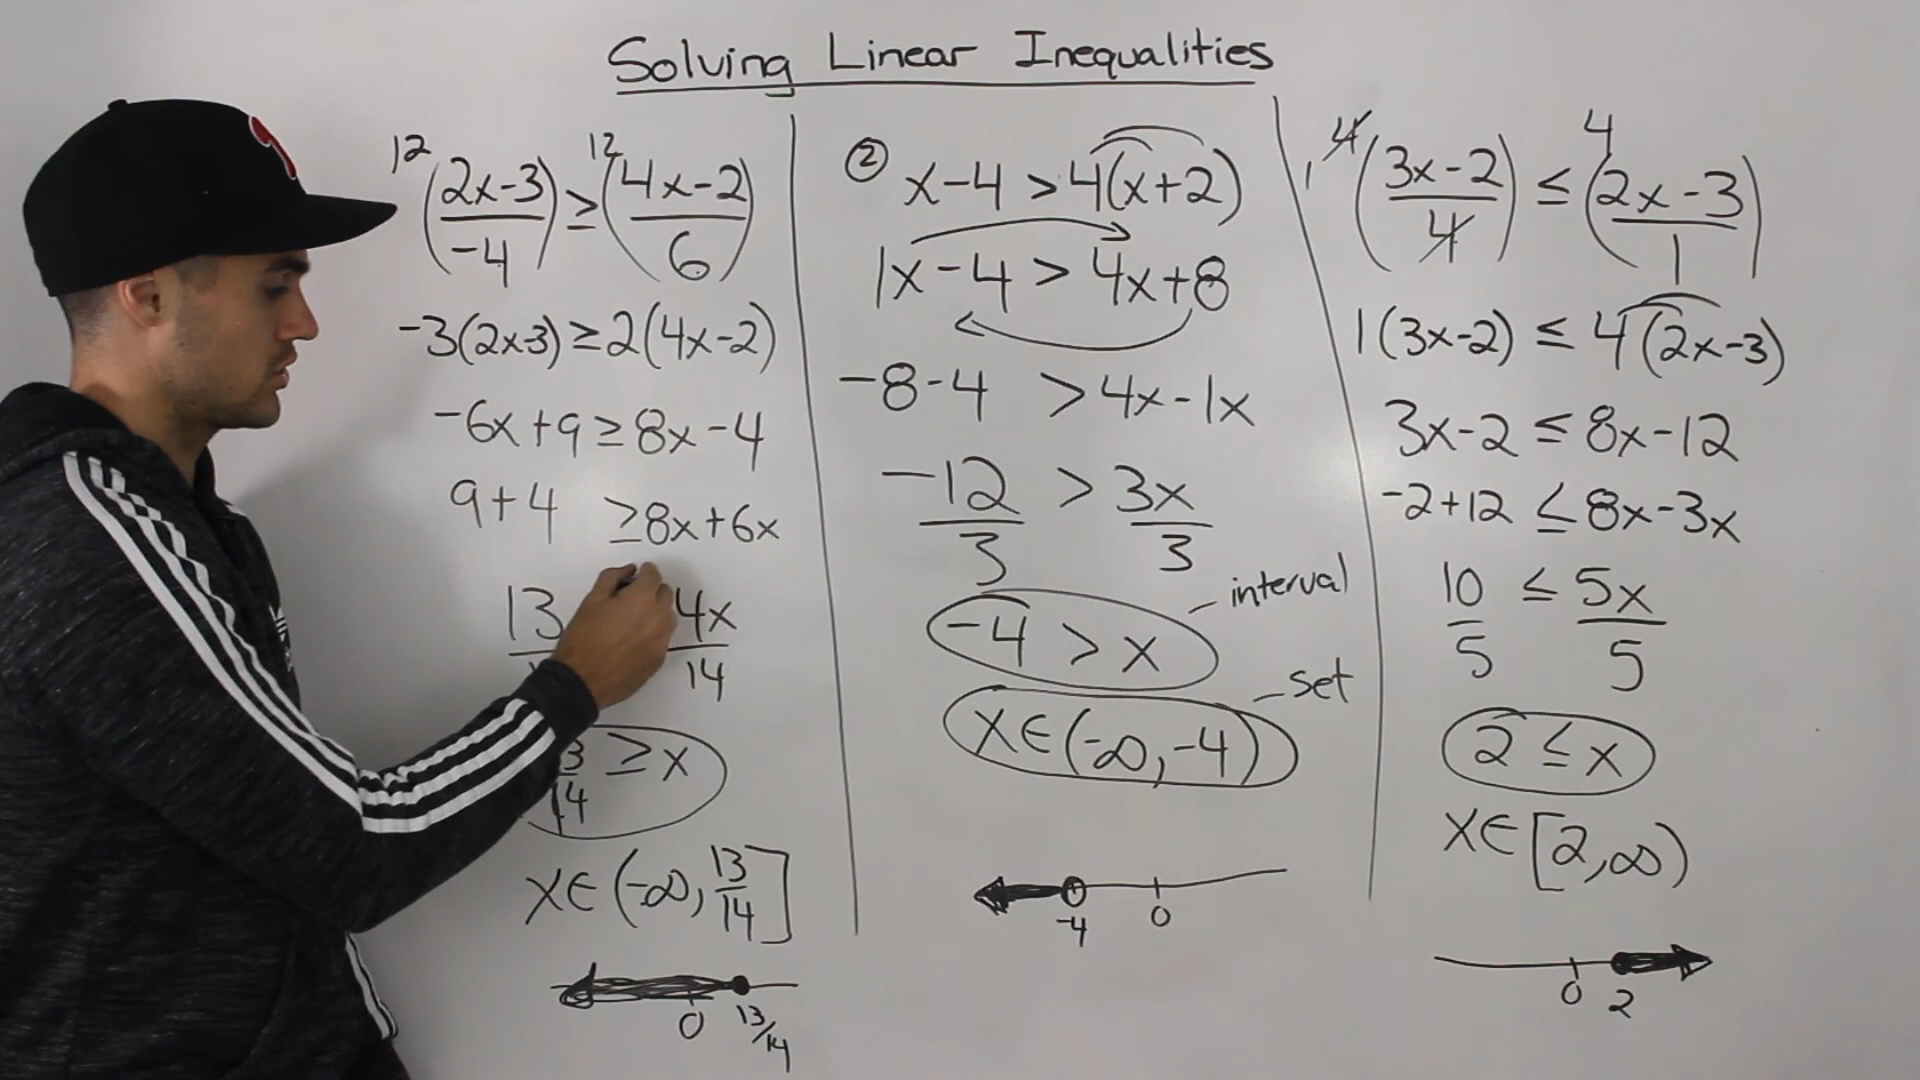 Solving Linear Inequalities
12 (2x-3 / -4) ≥ 12 (4x-2 / 6)
-3(2x-3) ≥ 2(4x-2)
-6x+9 ≥ 8x-4
9+4 ≥ 8x+6x
13 4x
14
≥ x
14
x∈(-∞, 13/14]
0 13/14
② x-4 > 4(x+2)
1x-4 > 4x+8
-8-4 > 4x-1x
-12/3 > 3x/3
-4 > x
interval
x∈(-∞,-4)
set
-4 0
1 4 (3x-2 / 4) ≤ 4 (2x-3 / 1)
1(3x-2) ≤ 4(2x-3)
3x-2 ≤ 8x-12
-2+12 ≤ 8x-3x
10/5 ≤ 5x/5
2 ≤ x
x∈[2,∞)
0 2